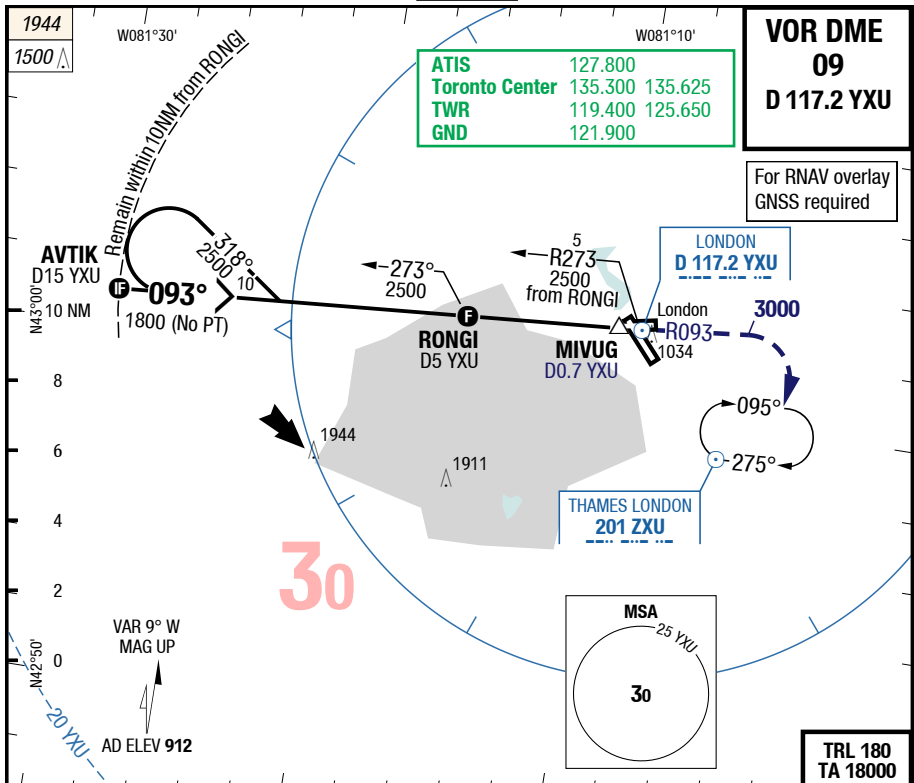 1944
1500
W081°30'
W081°10'
VOR DME
09
D 117.2 YXU
ATIS 127.800
Toronto Center 135.300 135.625
TWR 119.400 125.650
GND 121.900
For RNAV overlay
GNSS required
Remain within 10NM from RONGI
AVTIK
D15 YXU
IF
093°
1800 (No PT)
318°
2500
10
273°
2500
F
RONGI
D5 YXU
5
R273
2500
from RONGI
LONDON
D 117.2 YXU
London
R093
3000
MIVUG
D0.7 YXU
1034
N43°00'
10 NM
8
6
4
2
0
N42°50'
095°
275°
1944
1911
THAMES LONDON
201 ZXU
30
MSA
25 YXU
30
VAR 9° W
MAG UP
AD ELEV 912
20 YXU
TRL 180
TA 18000